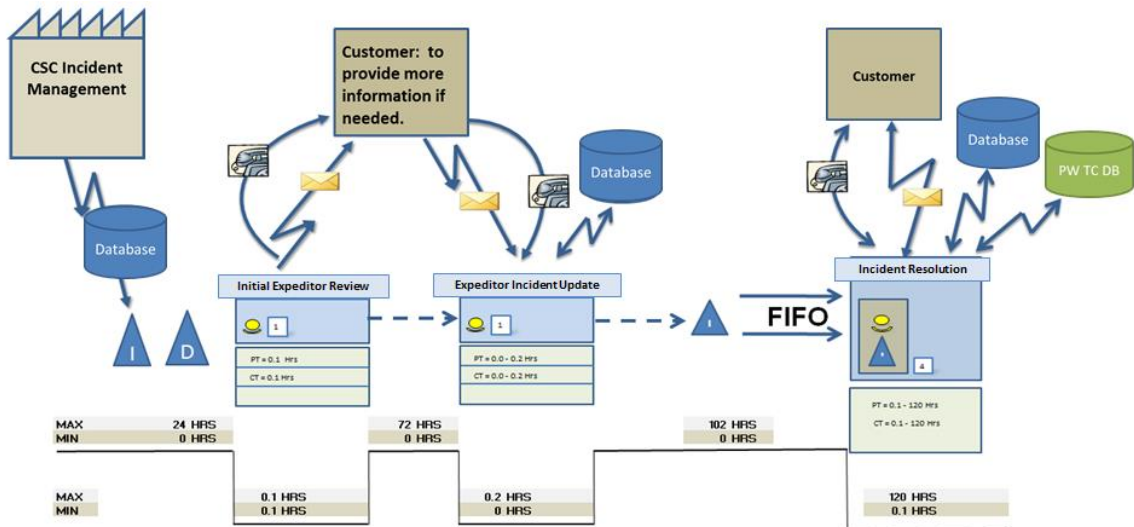 CSC Incident
Management
Database
I
D
Customer: to
provide more
information if
needed.
Database
Customer
Database
PW TC DB
Initial Expeditor Review
1
PT = 0.1 Hrs
CT = 0.1 Hrs
Expeditor Incident Update
1
PT = 0.0 - 0.2 Hrs
CT = 0.0 - 0.2 Hrs
I
FIFO
Incident Resolution
4
PT = 0.1 - 120 Hrs
CT = 0.1 - 120 Hrs
MAX 24 HRS 72 HRS 102 HRS
MIN 0 HRS 0 HRS 0 HRS
MAX 0.1 HRS 0.2 HRS 120 HRS
MIN 0.1 HRS 0 HRS 0.1 HRS